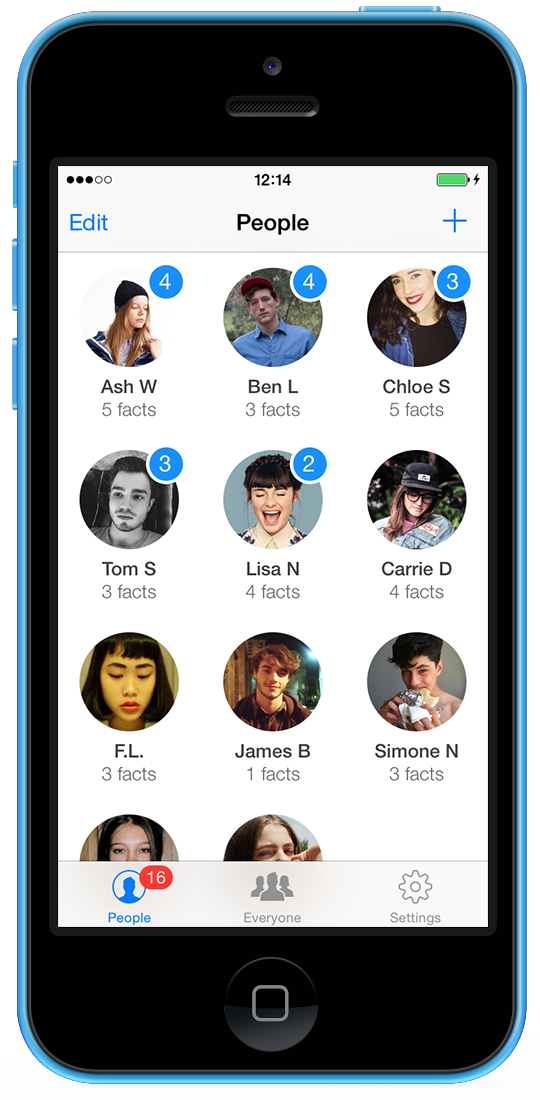 12:14
Edit People +
4 4 3
Ash W Ben L Chloe S
5 facts 3 facts 5 facts
3 2
Tom S Lisa N Carrie D
3 facts 4 facts 4 facts
F.L. James B Simone N
3 facts 1 facts 3 facts
16
People Everyone Settings